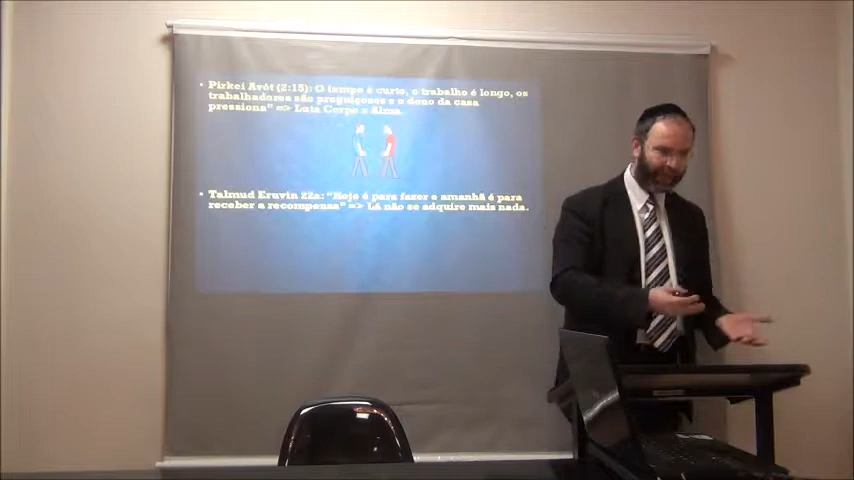 • Pirkei Avót (2:15): O tempo é curto, o trabalho é longo, os
trabalhadores são preguiçosos e o dono da casa
pressiona" => Luta Corpo x Alma.
• Talmud Eruvin 22a: "Hoje é para fazer e amanhã é para
receber a recompensa" => Lá não se adquire mais nada.